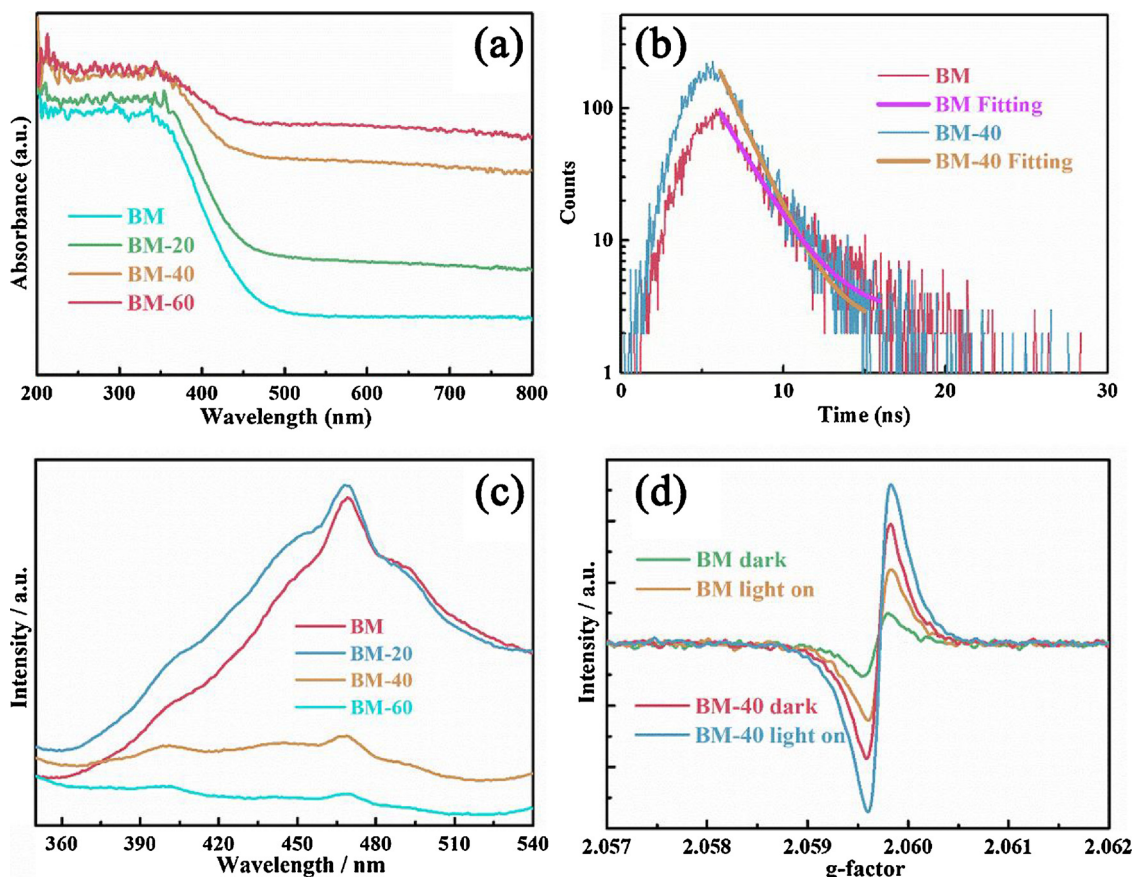 (a)
Absorbance (a.u.)
BM
BM-20
BM-40
BM-60
200 300 400 500 600 700 800
Wavelength (nm)
(b)
Counts
100
10
1
BM
BM Fitting
BM-40
BM-40 Fitting
0 10 20 30
Time (ns)
(c)
Intensity / a.u.
BM
BM-20
BM-40
BM-60
360 390 420 450 480 510 540
Wavelength / nm
(d)
Intensity / a.u.
BM dark
BM light on
BM-40 dark
BM-40 light on
2.057 2.058 2.059 2.060 2.061 2.062
g-factor